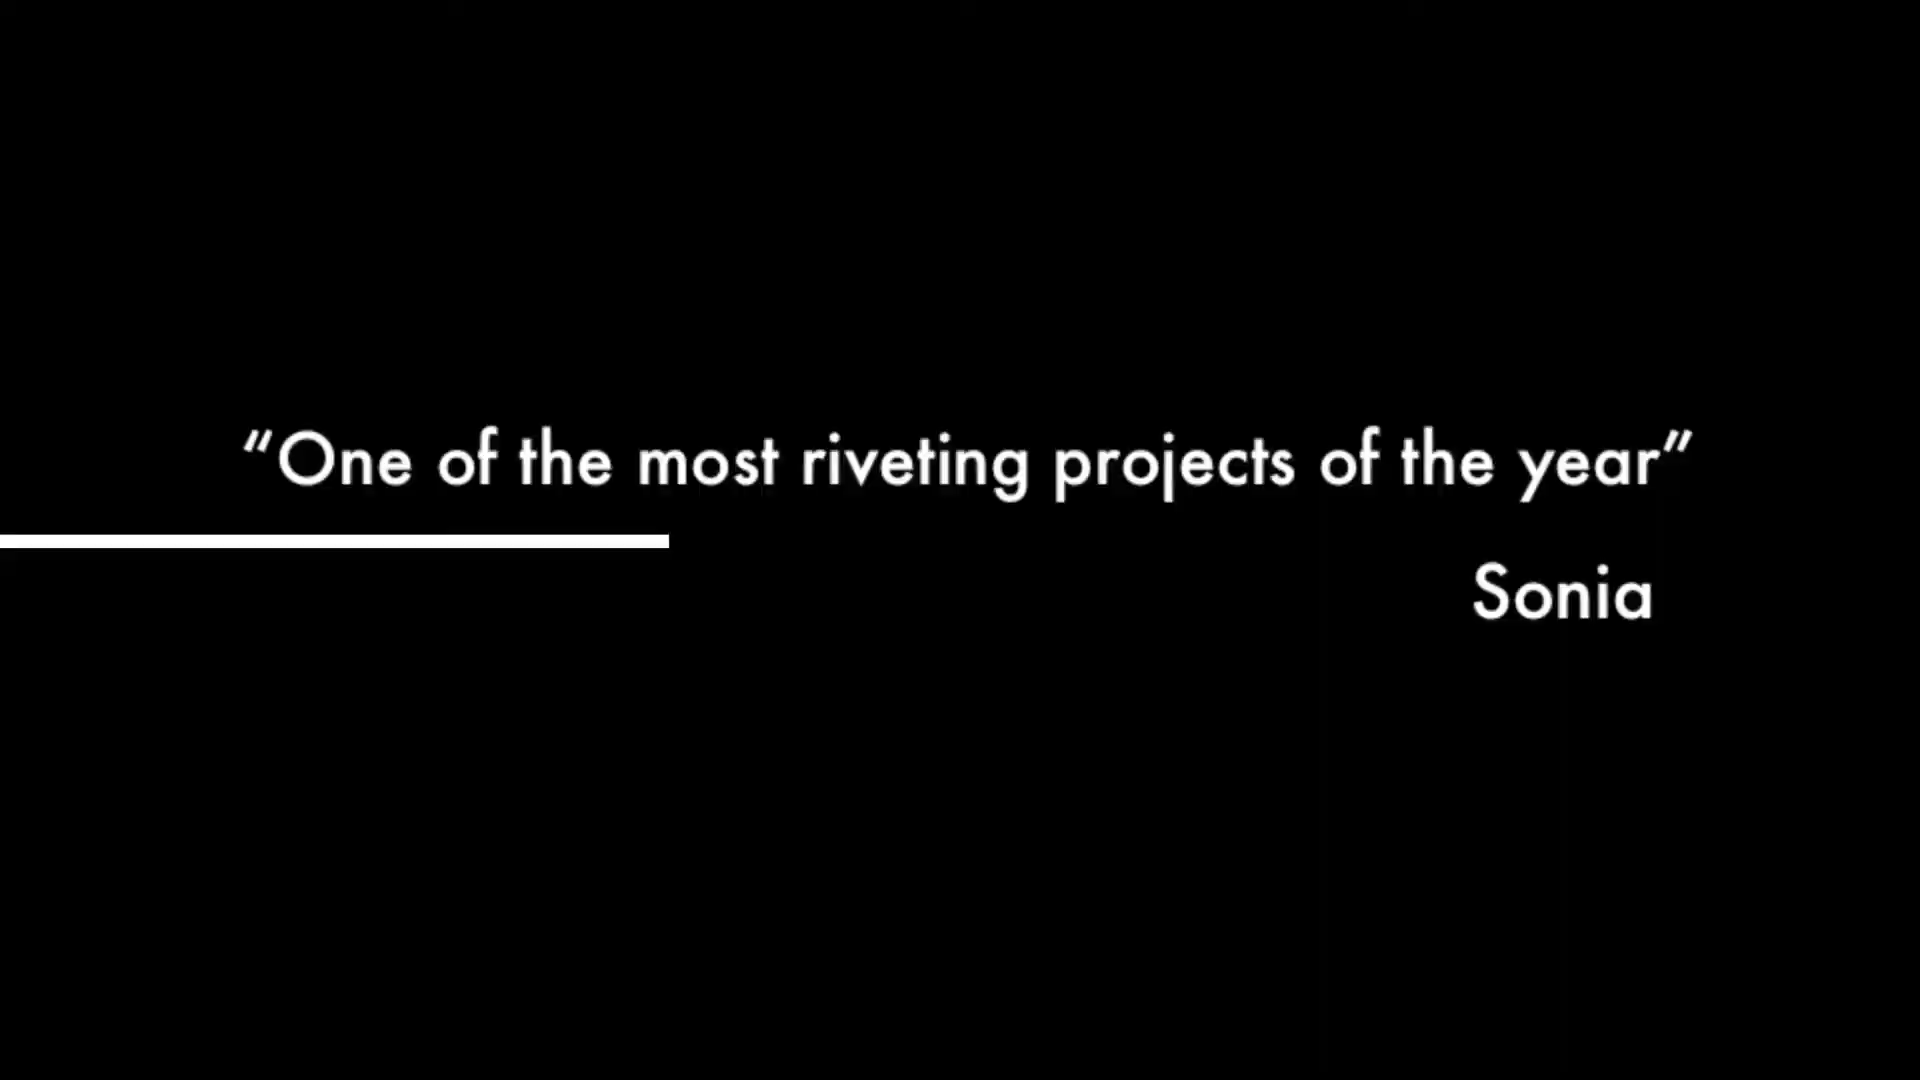 “One of the most riveting projects of the year”
Sonia